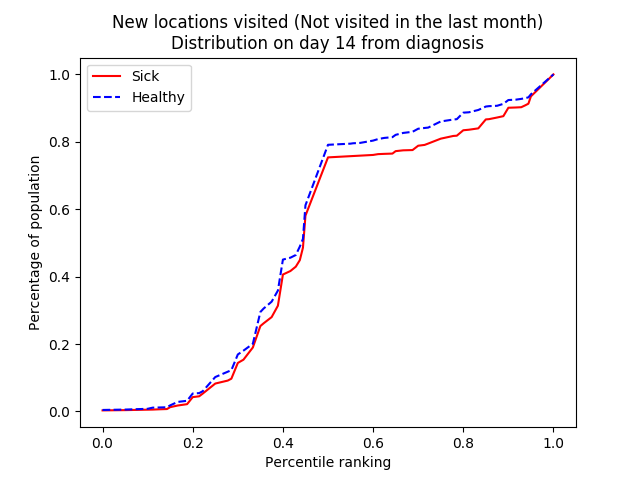 New locations visited (Not visited in the last month)
Distribution on day 14 from diagnosis
Sick
Healthy
Percentage of population
1.0
0.8
0.6
0.4
0.2
0.0
0.0 0.2 0.4 0.6 0.8 1.0
Percentile ranking